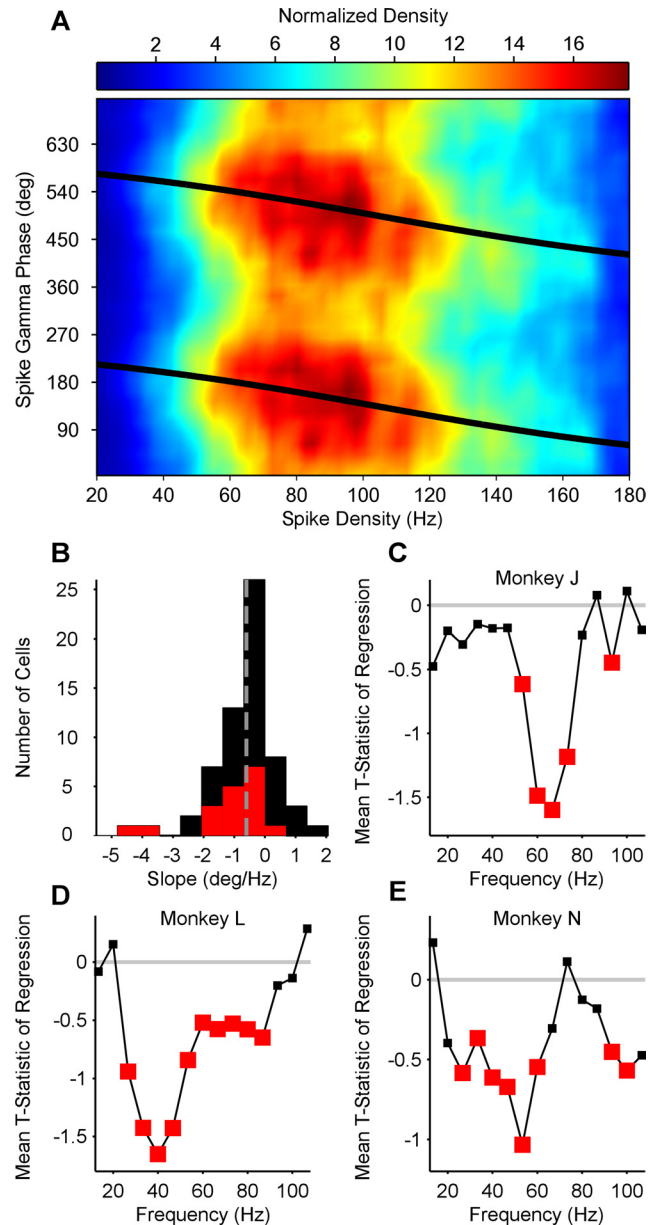 A
Normalized Density
2 4 6 8 10 12 14 16
Spike Gamma Phase (deg)
630
540
450
360
270
180
90
20 40 60 80 100 120 140 160 180
Spike Density (Hz)
B
Number of Cells
25
20
15
10
5
0
-5 -4 -3 -2 -1 0 1 2
Slope (deg/Hz)
C
Monkey J
Mean T-Statistic of Regression
0
-0.5
-1
-1.5
20 40 60 80 100
Frequency (Hz)
D
Monkey L
Mean T-Statistic of Regression
0
-0.5
-1
-1.5
20 40 60 80 100
Frequency (Hz)
E
Monkey N
Mean T-Statistic of Regression
0
-0.5
-1
20 40 60 80 100
Frequency (Hz)